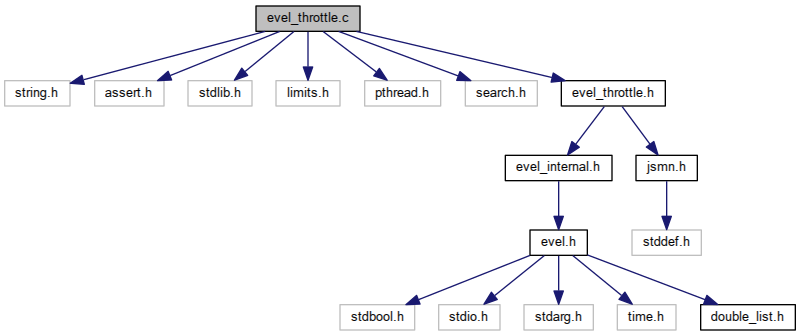 evel_throttle.c
string.h
assert.h
stdlib.h
limits.h
pthread.h
search.h
evel_throttle.h
evel_internal.h
jsmn.h
evel.h
stddef.h
stdbool.h
stdio.h
stdarg.h
time.h
double_list.h